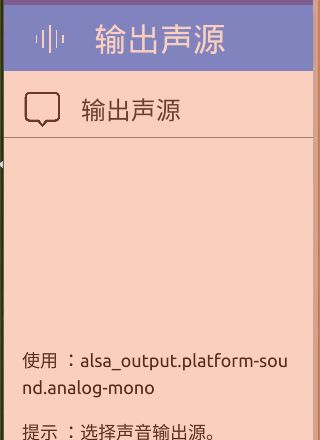 输出声源
输出声源
使用 ：alsa_output.platform-sou
nd.analog-mono
提示 ：选择声音输出源。